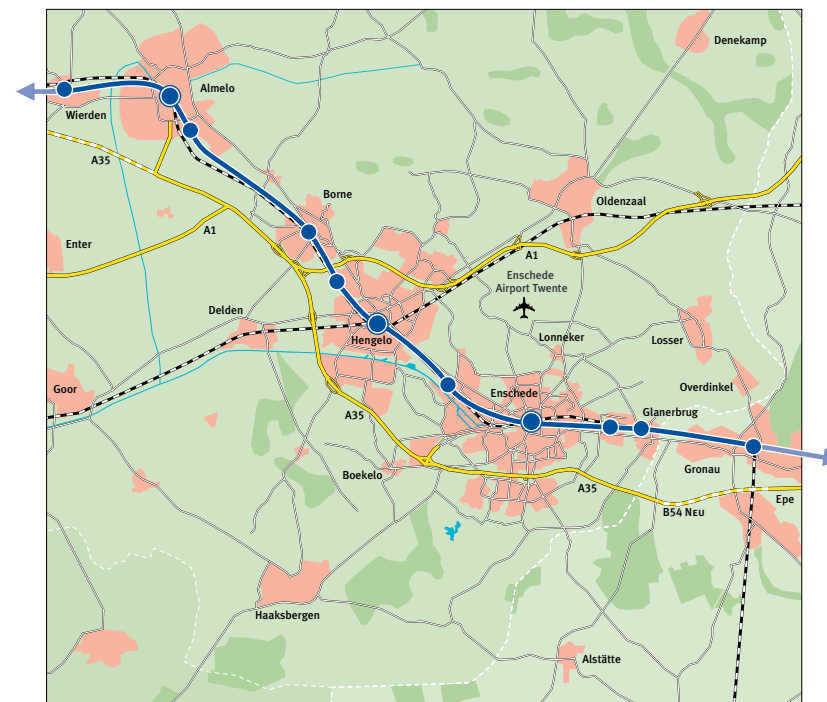 Denekamp
Almelo
Wierden
A35
Borne
Oldenzaal
A1
Enter
A1
Enschede
Airport Twente
Delden
Lonneker
Losser
Hengelo
Goor
Enschede
Overdinkel
Glanerbrug
A35
Gronau
Boekelo
A35
Epe
B54 NEU
Haaksbergen
Alstätte